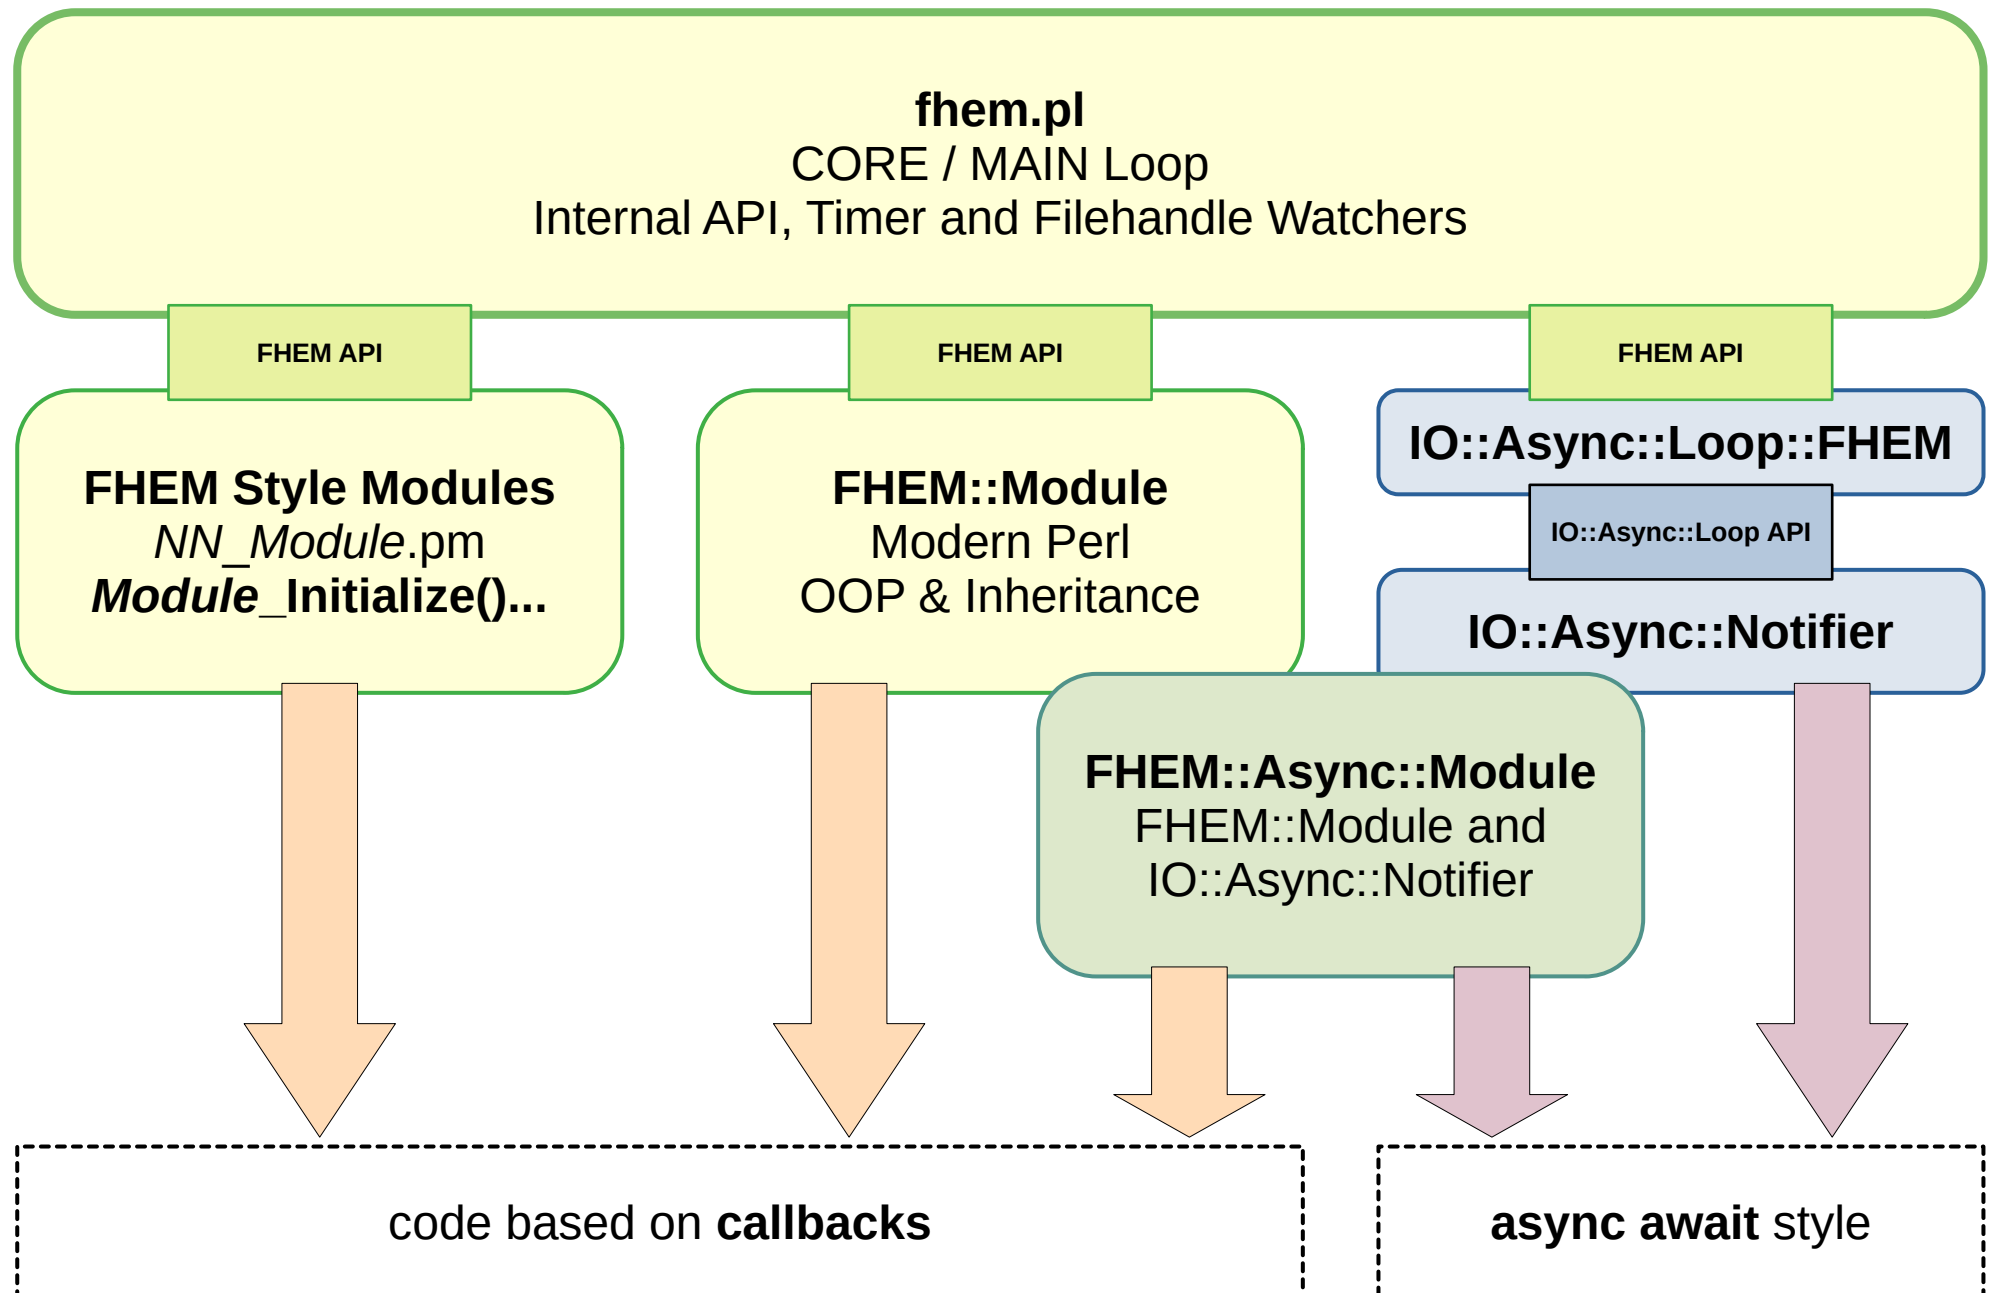 fhem.pl
CORE / MAIN Loop
Internal API, Timer and Filehandle Watchers
FHEM API
FHEM API
FHEM API
FHEM Style Modules
NN_Module.pm
Module_Initialize()...
FHEM::Module
Modern Perl
OOP & Inheritance
IO::Async::Loop::FHEM
IO::Async::Loop API
IO::Async::Notifier
FHEM::Async::Module
FHEM::Module and
IO::Async::Notifier
code based on callbacks
async await style